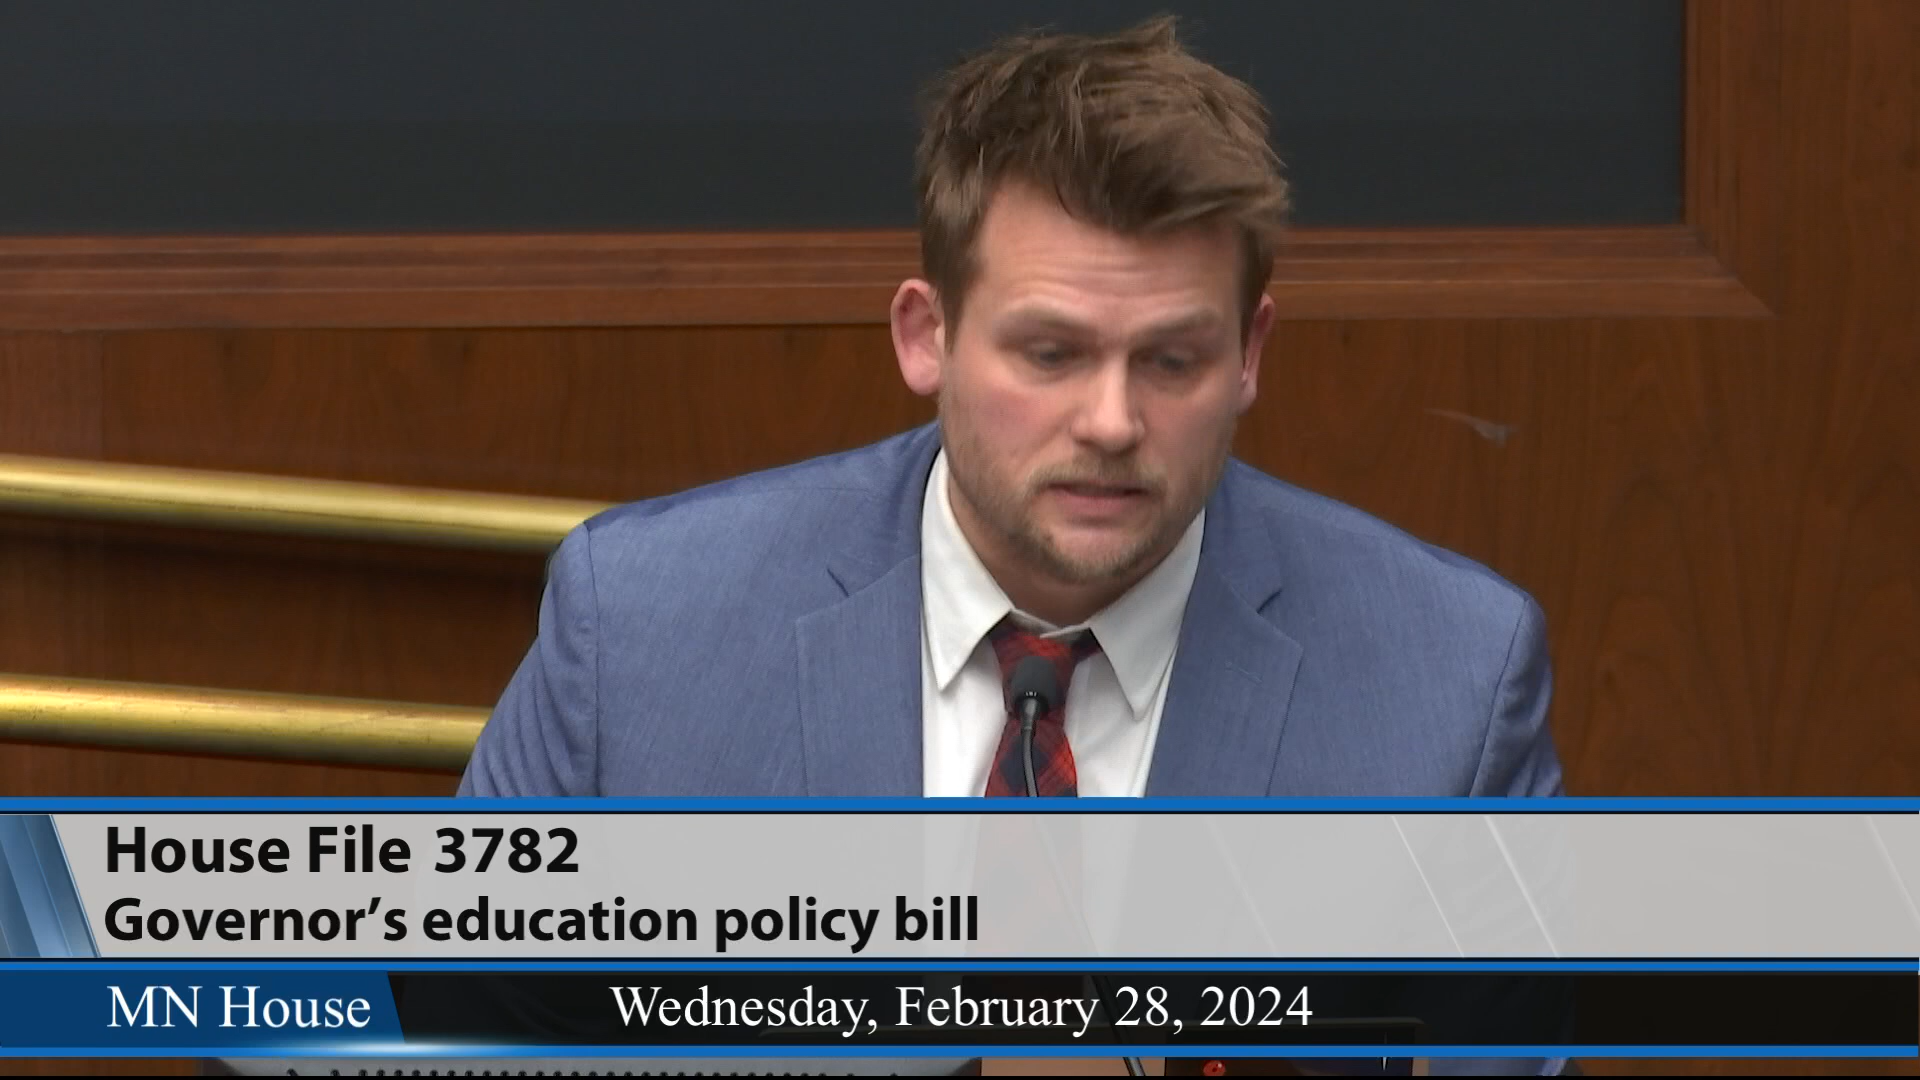 House File 3782
Governor’s education policy bill
MN House
Wednesday, February 28, 2024